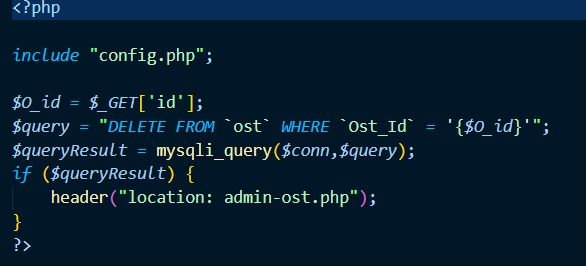 <?php
include "config.php";
$O_id = $_GET['id'];
$query = "DELETE FROM `ost` WHERE `Ost_Id` = '{$O_id}'";
$queryResult = mysqli_query($conn,$query);
if ($queryResult) {
    header("location: admin-ost.php");
}
?>